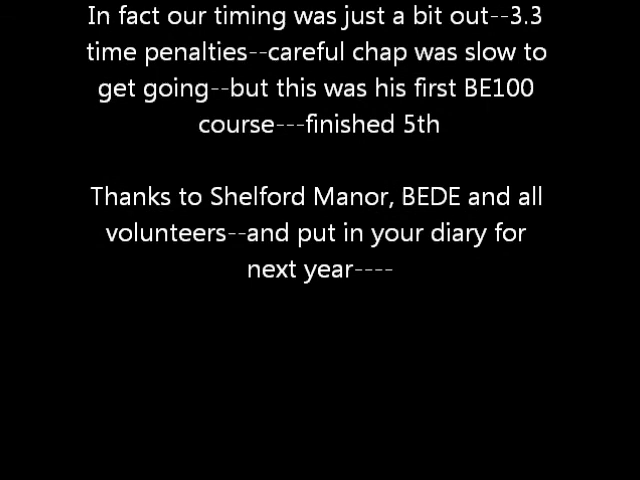 In fact our timing was just a bit out--3.3
time penalties--careful chap was slow to
get going--but this was his first BE100
course---finished 5th
Thanks to Shelford Manor, BEDE and all
volunteers--and put in your diary for
next year----